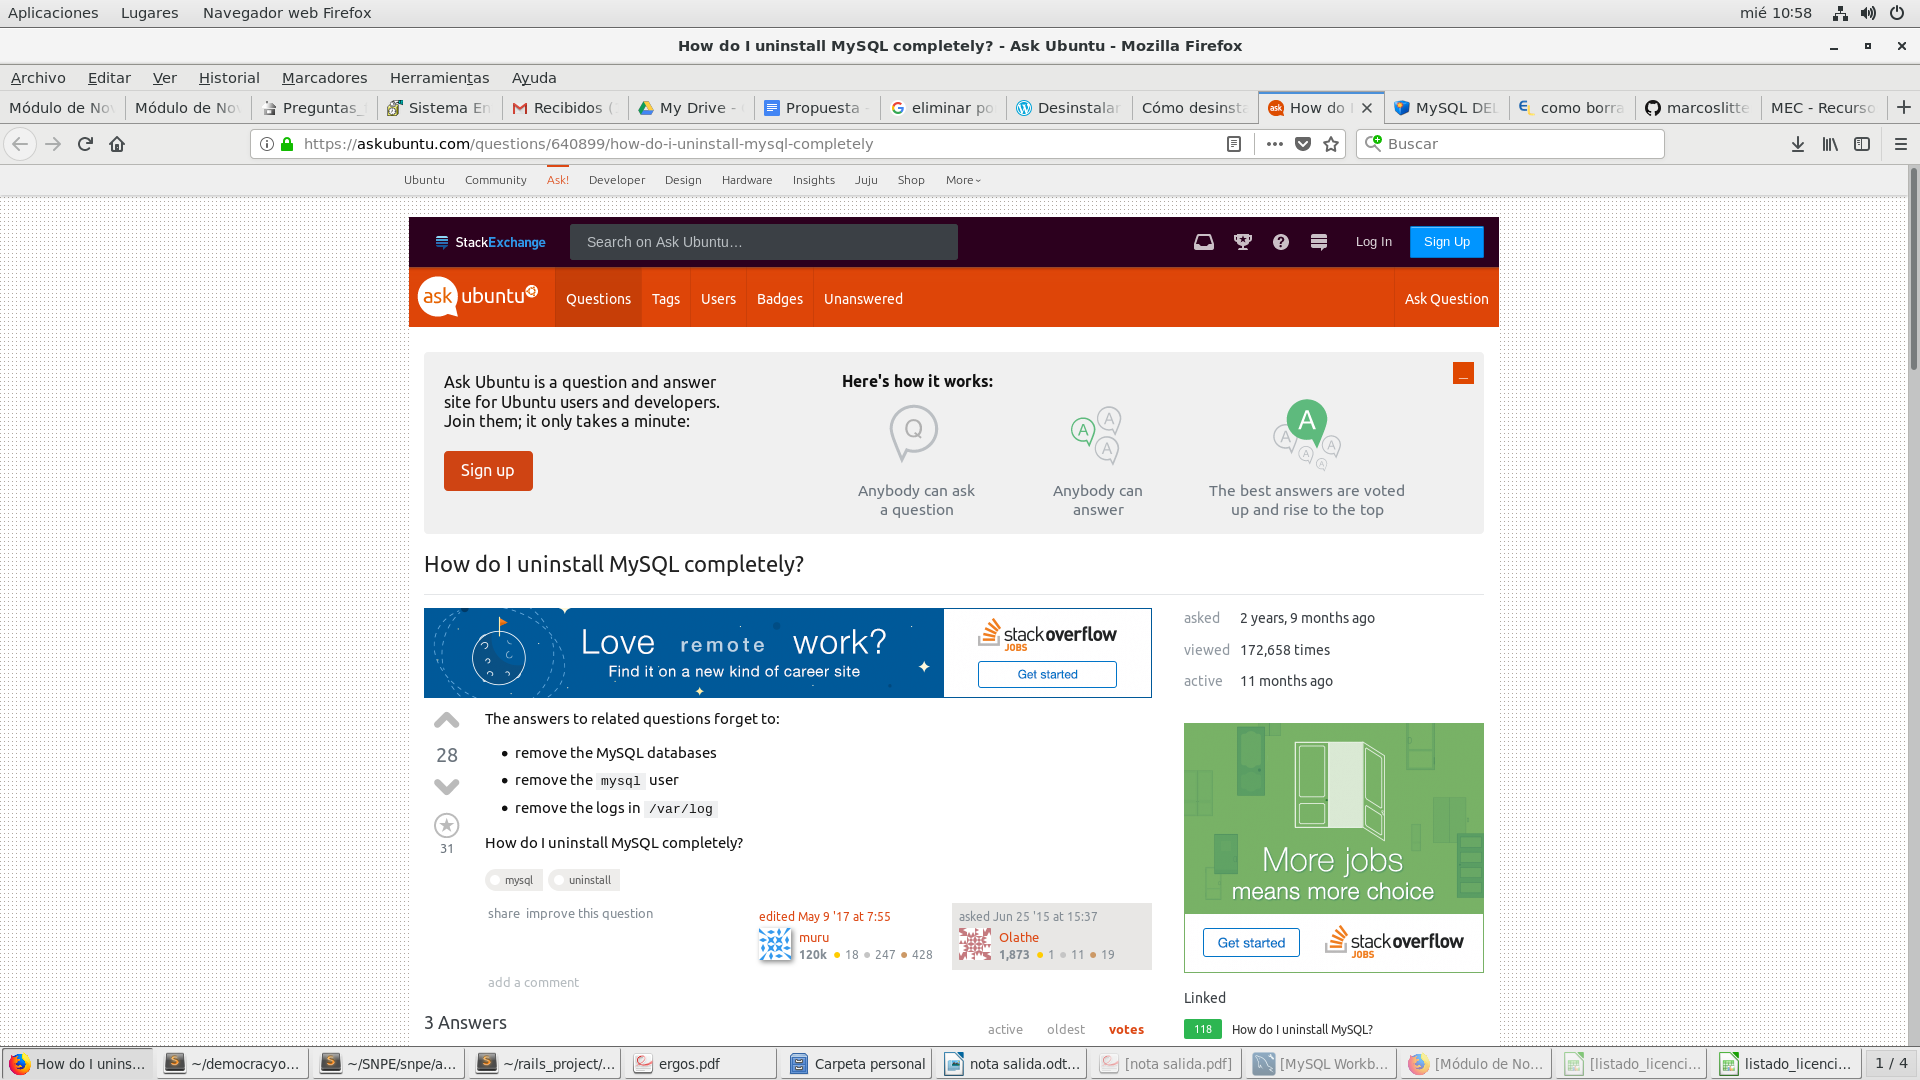 Aplicaciones Lugares Navegador web Firefox mié 10:58
How do I uninstall MySQL completely? - Ask Ubuntu - Mozilla Firefox
Archivo Editar Ver Historial Marcadores Herramientas Ayuda
Módulo de No Módulo de No Preguntas_ Sistema En Recibidos ( My Drive - Propuesta - eliminar po Desinstalar Cómo desinsta How do I MySQL DEL como borra marcoslitte MEC - Recurso
https://askubuntu.com/questions/640899/how-do-i-uninstall-mysql-completely Buscar
Ubuntu Community Ask! Developer Design Hardware Insights Juju Shop More
StackExchange Search on Ask Ubuntu… Log In Sign Up
ask ubuntu Questions Tags Users Badges Unanswered Ask Question
Ask Ubuntu is a question and answer
site for Ubuntu users and developers.
Join them; it only takes a minute:
Sign up
Here's how it works:
_
Q A A A A A A A A
Anybody can ask
a question
Anybody can
answer
The best answers are voted
up and rise to the top
How do I uninstall MySQL completely?
Love remote work?
Find it on a new kind of career site
stackoverflow
JOBS
Get started
asked 2 years, 9 months ago
viewed 172,658 times
active 11 months ago
28
31
The answers to related questions forget to:
• remove the MySQL databases
• remove the mysql user
• remove the logs in /var/log
How do I uninstall MySQL completely?
mysql uninstall
share improve this question
edited May 9 '17 at 7:55
muru
120k ● 18 ● 247 ● 428
asked Jun 25 '15 at 15:37
Olathe
1,873 ● 1 ● 11 ● 19
add a comment
More jobs
means more choice
Get started stackoverflow
JOBS
Linked
118 How do I uninstall MySQL?
3 Answers active oldest votes
How do I unins... ~/democracyo... ~/SNPE/snpe/a... ~/rails_project/... ergos.pdf Carpeta personal nota salida.odt... [nota salida.pdf] [MySQL Workb... [Módulo de No... [listado_licenci... listado_licenci... 1 / 4